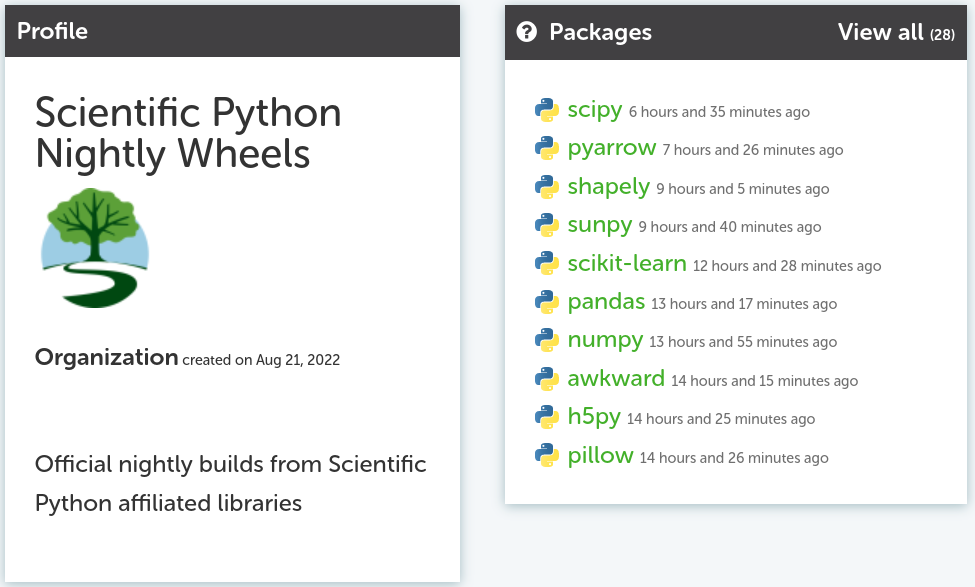 Profile
Scientific Python
Nightly Wheels
Organization created on Aug 21, 2022
Official nightly builds from Scientific
Python affiliated libraries
? Packages View all (28)
scipy 6 hours and 35 minutes ago
pyarrow 7 hours and 26 minutes ago
shapely 9 hours and 5 minutes ago
sunpy 9 hours and 40 minutes ago
scikit-learn 12 hours and 28 minutes ago
pandas 13 hours and 17 minutes ago
numpy 13 hours and 55 minutes ago
awkward 14 hours and 15 minutes ago
h5py 14 hours and 25 minutes ago
pillow 14 hours and 26 minutes ago